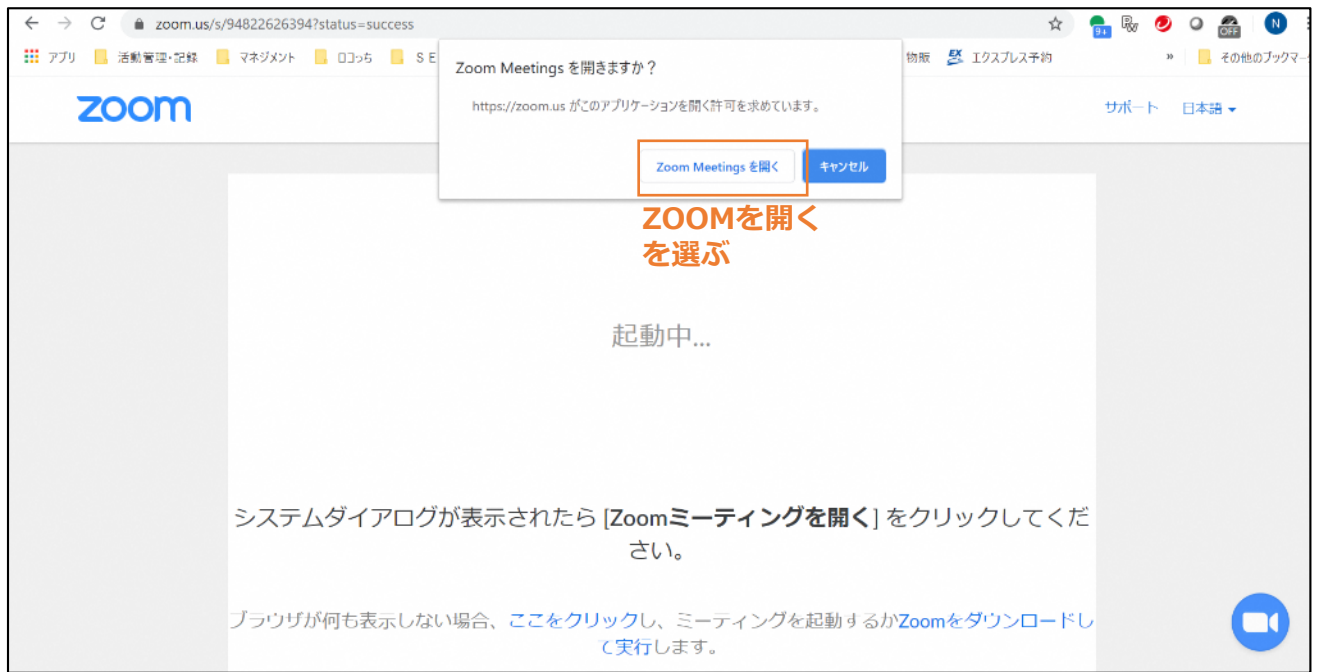 zoom.us/s/94822626394?status=success
9+
OFF
N
アプリ 活動管理・記録 マネジメント ロコっち S E 物販 EX エクスプレス予約 » その他のブックマー
Zoom Meetings を開きますか？
https://zoom.us がこのアプリケーションを開く許可を求めています。
zoom
サポート 日本語
Zoom Meetings を開く キャンセル
ZOOMを開く
を選ぶ
起動中...
システムダイアログが表示されたら [Zoomミーティングを開く] をクリックしてくだ
さい。
ブラウザが何も表示しない場合、ここをクリックし、ミーティングを起動するかZoomをダウンロードし
て実行します。